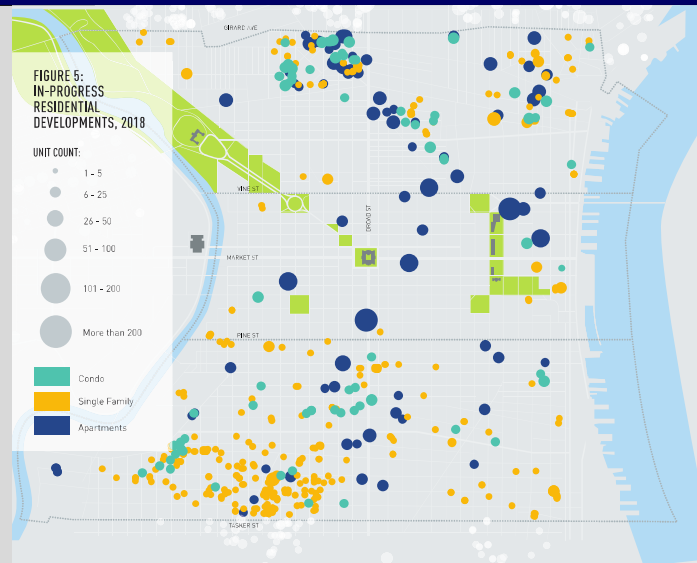 GIRARD AVE
FIGURE 5:
IN-PROGRESS
RESIDENTIAL
DEVELOPMENTS, 2018
UNIT COUNT:
1 - 5
6 - 25
26 - 50
51 - 100
101 - 200
More than 200
Condo
Single Family
Apartments
VINE ST
BROAD ST
MARKET ST
PINE ST
TASKER ST